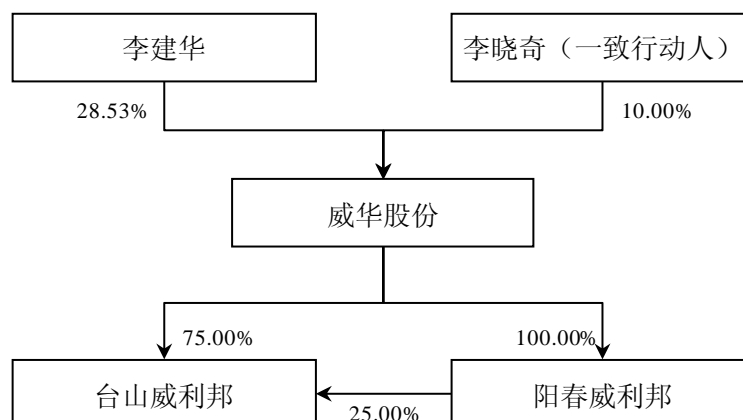 李建华
李晓奇（一致行动人）
28.53%
10.00%
威华股份
75.00%
100.00%
台山威利邦
阳春威利邦
25.00%